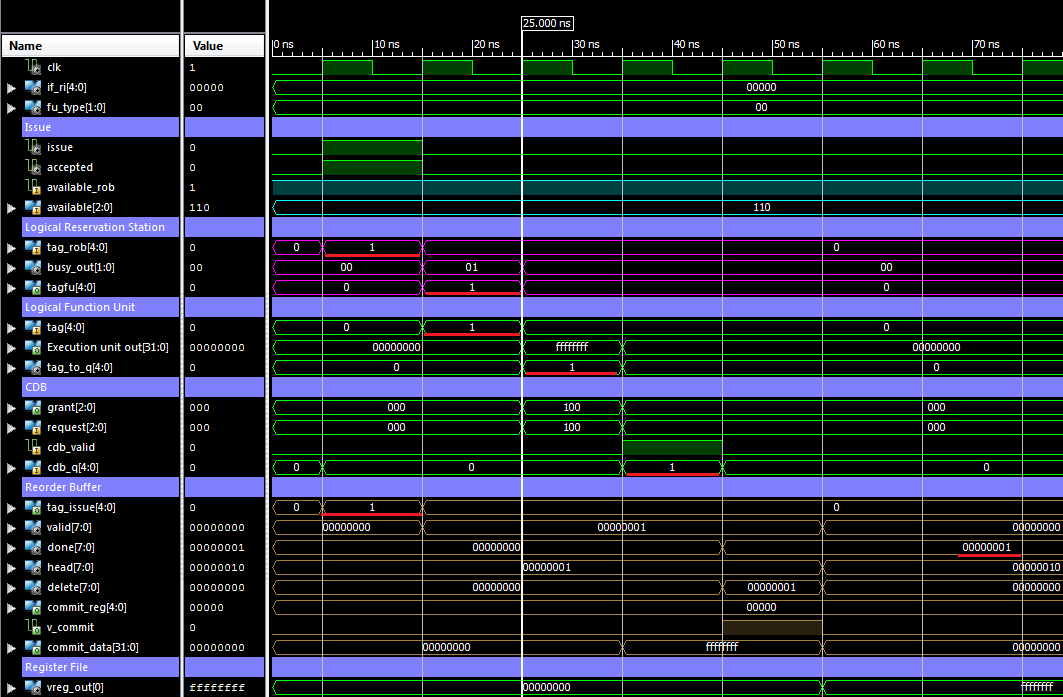 25.000 ns
Name Value 0 ns 10 ns 20 ns 30 ns 40 ns 50 ns 60 ns 70 ns
clk 1
if_ri[4:0] 00000 00000
fu_type[1:0] 00 00
Issue
issue 0
accepted 0
available_rob 1
available[2:0] 110 110
Logical Reservation Station
tag_rob[4:0] 0 0 1 0
busy_out[1:0] 00 00 01 00
tagfu[4:0] 0 0 1 0
Logical Function Unit
tag[4:0] 0 0 1 0
Execution unit out[31:0] 00000000 00000000 ffffffff 00000000
tag_to_q[4:0] 0 0 1 0
CDB
grant[2:0] 000 000 100 000
request[2:0] 000 000 100 000
cdb_valid 0
cdb_q[4:0] 0 0 0 1 0
Reorder Buffer
tag_issue[4:0] 0 0 1 0
valid[7:0] 00000000 00000000 00000001 00000000
done[7:0] 00000001 00000000 00000001
head[7:0] 00000010 00000001 00000010
delete[7:0] 00000000 00000000 00000001 00000000
commit_reg[4:0] 00000 00000
v_commit 0
commit_data[31:0] 00000000 00000000 ffffffff 00000000
Register File
vreg_out[0] ffffffff 00000000 ffffffff